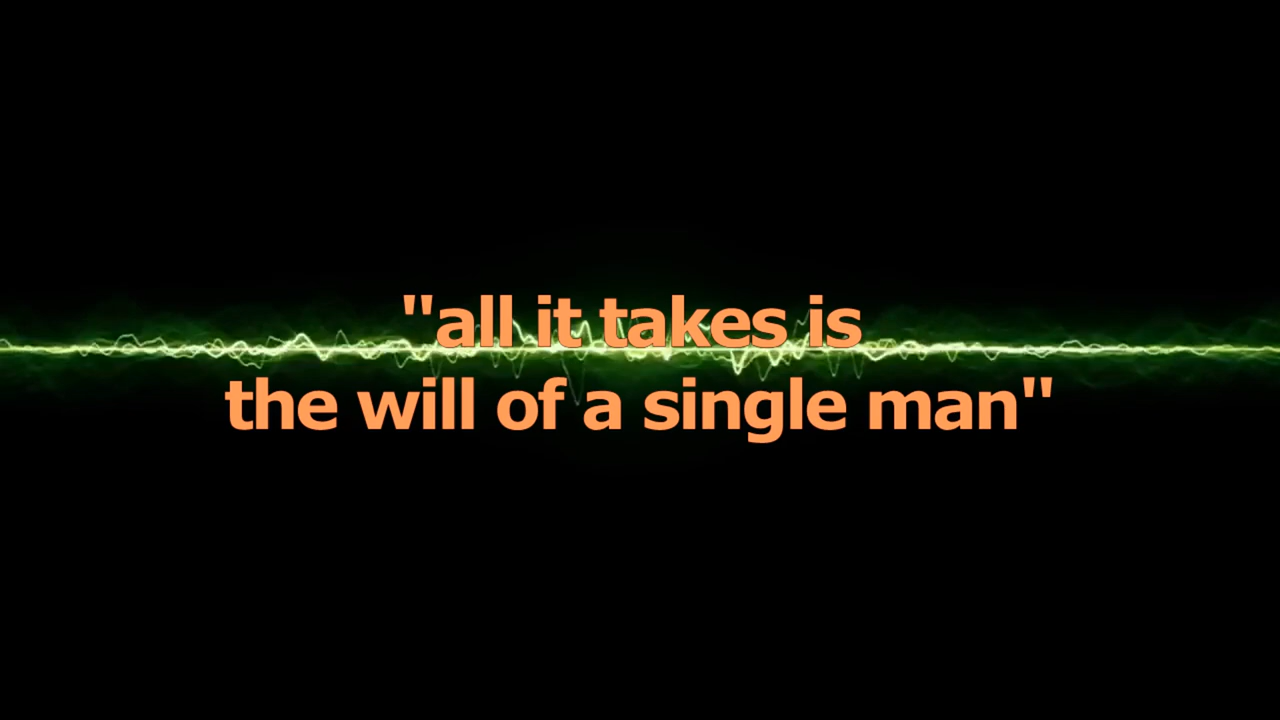 "all it takes is
the will of a single man"